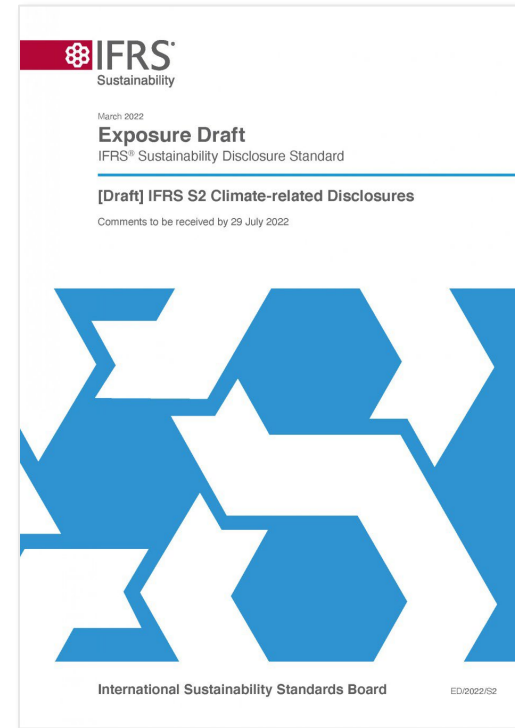 IFRS®
Sustainability
March 2022
Exposure Draft
IFRS® Sustainability Disclosure Standard
[Draft] IFRS S2 Climate-related Disclosures
Comments to be received by 29 July 2022
International Sustainability Standards Board
ED/2022/S2